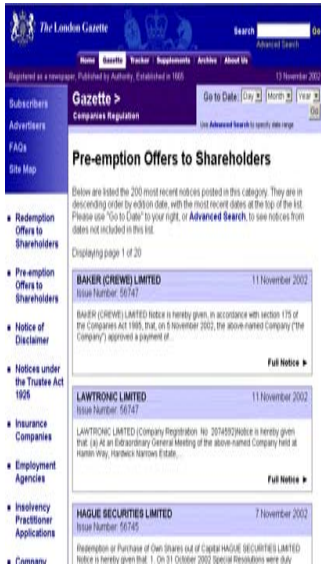 The London Gazette
Search
Go
Advanced Search
Home Gazette Tracker Supplements Archive About Us
Registered as a newspaper, Published by Authority, Established in 1665
13 November 2002
Subscribers
Advertisers
FAQs
Site Map
Gazette >
Companies Regulation
Go to Date: Day Month Year
Go
Use Advanced Search to specify date range
Redemption
Offers to
Shareholders
Pre-emption
Offers to
Shareholders
Notice of
Disclaimer
Notices under
the Trustee Act
1925
Insurance
Companies
Employment
Agencies
Insolvency
Practitioner
Applications
Company
Pre-emption Offers to Shareholders
Below are listed the 200 most recent notices posted in this category. They are in
descending order by edition date, with the most recent dates at the top of the list.
Please use "Go to Date" to your right, or Advanced Search, to see notices from
dates not included in this list.
Displaying page 1 of 20
BAKER (CREWE) LIMITED 11 November 2002
Issue Number: 56747
BAKER (CREWE) LIMITED Notice is hereby given, in accordance with section 175 of
the Companies Act 1985, that, on 5 November 2002, the above-named Company ("the
Company") approved a payment of...
Full Notice
LAWTRONIC LIMITED 11 November 2002
Issue Number: 56747
LAWTRONIC LIMITED (Company Registration No. 2074592)Notice is hereby given
that: (a) At an Extraordinary General Meeting of the above-named Company held at
Hamlin Way, Hardwick Narrows Estate,...
Full Notice
HAGUE SECURITIES LIMITED 7 November 2002
Issue Number: 56745
Redemption or Purchase of Own Shares out of Capital HAGUE SECURITIES LIMITED
Notice is hereby given that: 1. On 31 October 2002 Special Resolutions were duly